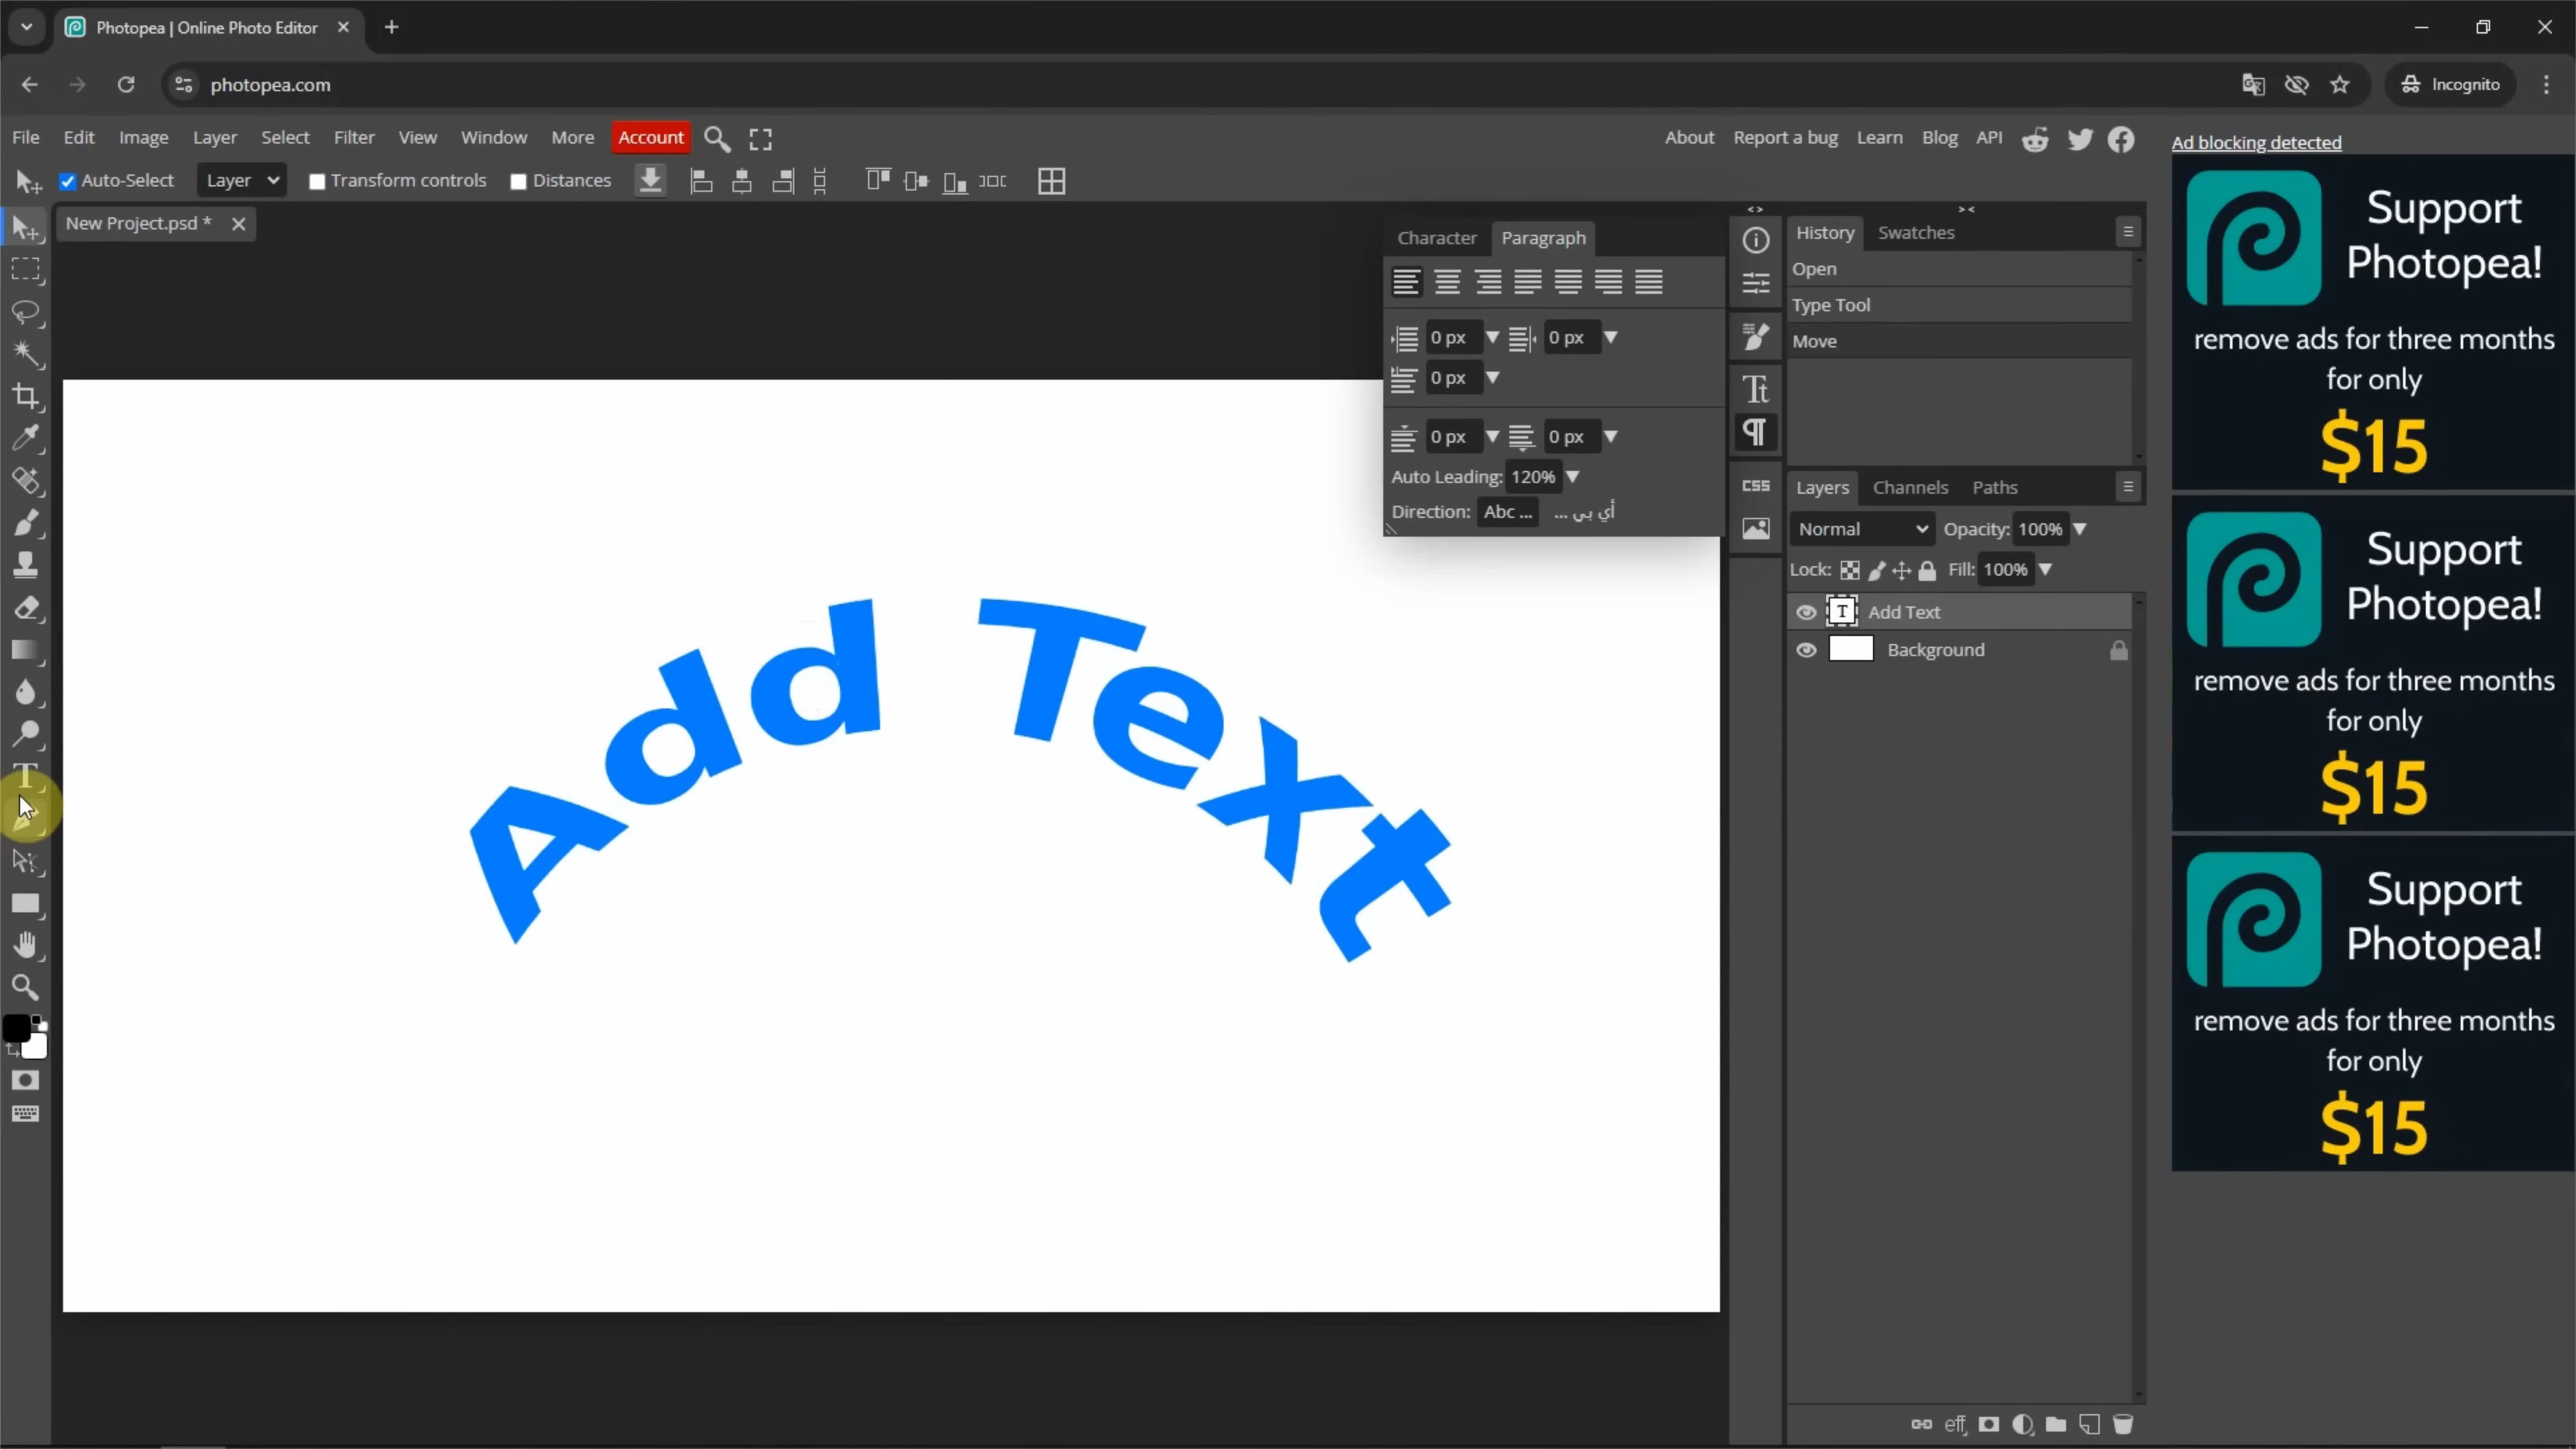 Photopea | Online Photo Editor
photopea.com
Incognito
File Edit Image Layer Select Filter View Window More Account
About Report a bug Learn Blog API
Ad blocking detected
Auto-Select Layer Transform controls Distances
New Project.psd *
Character Paragraph
0 px 0 px
0 px
0 px 0 px
Auto Leading: 120%
Direction: Abc ... أي بي ...
Tt
CSS
History Swatches
Open
Type Tool
Move
Layers Channels Paths
Normal Opacity: 100%
Lock: Fill: 100%
T Add Text
Background
eff
Add Text
Support
Photopea!
remove ads for three months
for only
$15
Support
Photopea!
remove ads for three months
for only
$15
Support
Photopea!
remove ads for three months
for only
$15